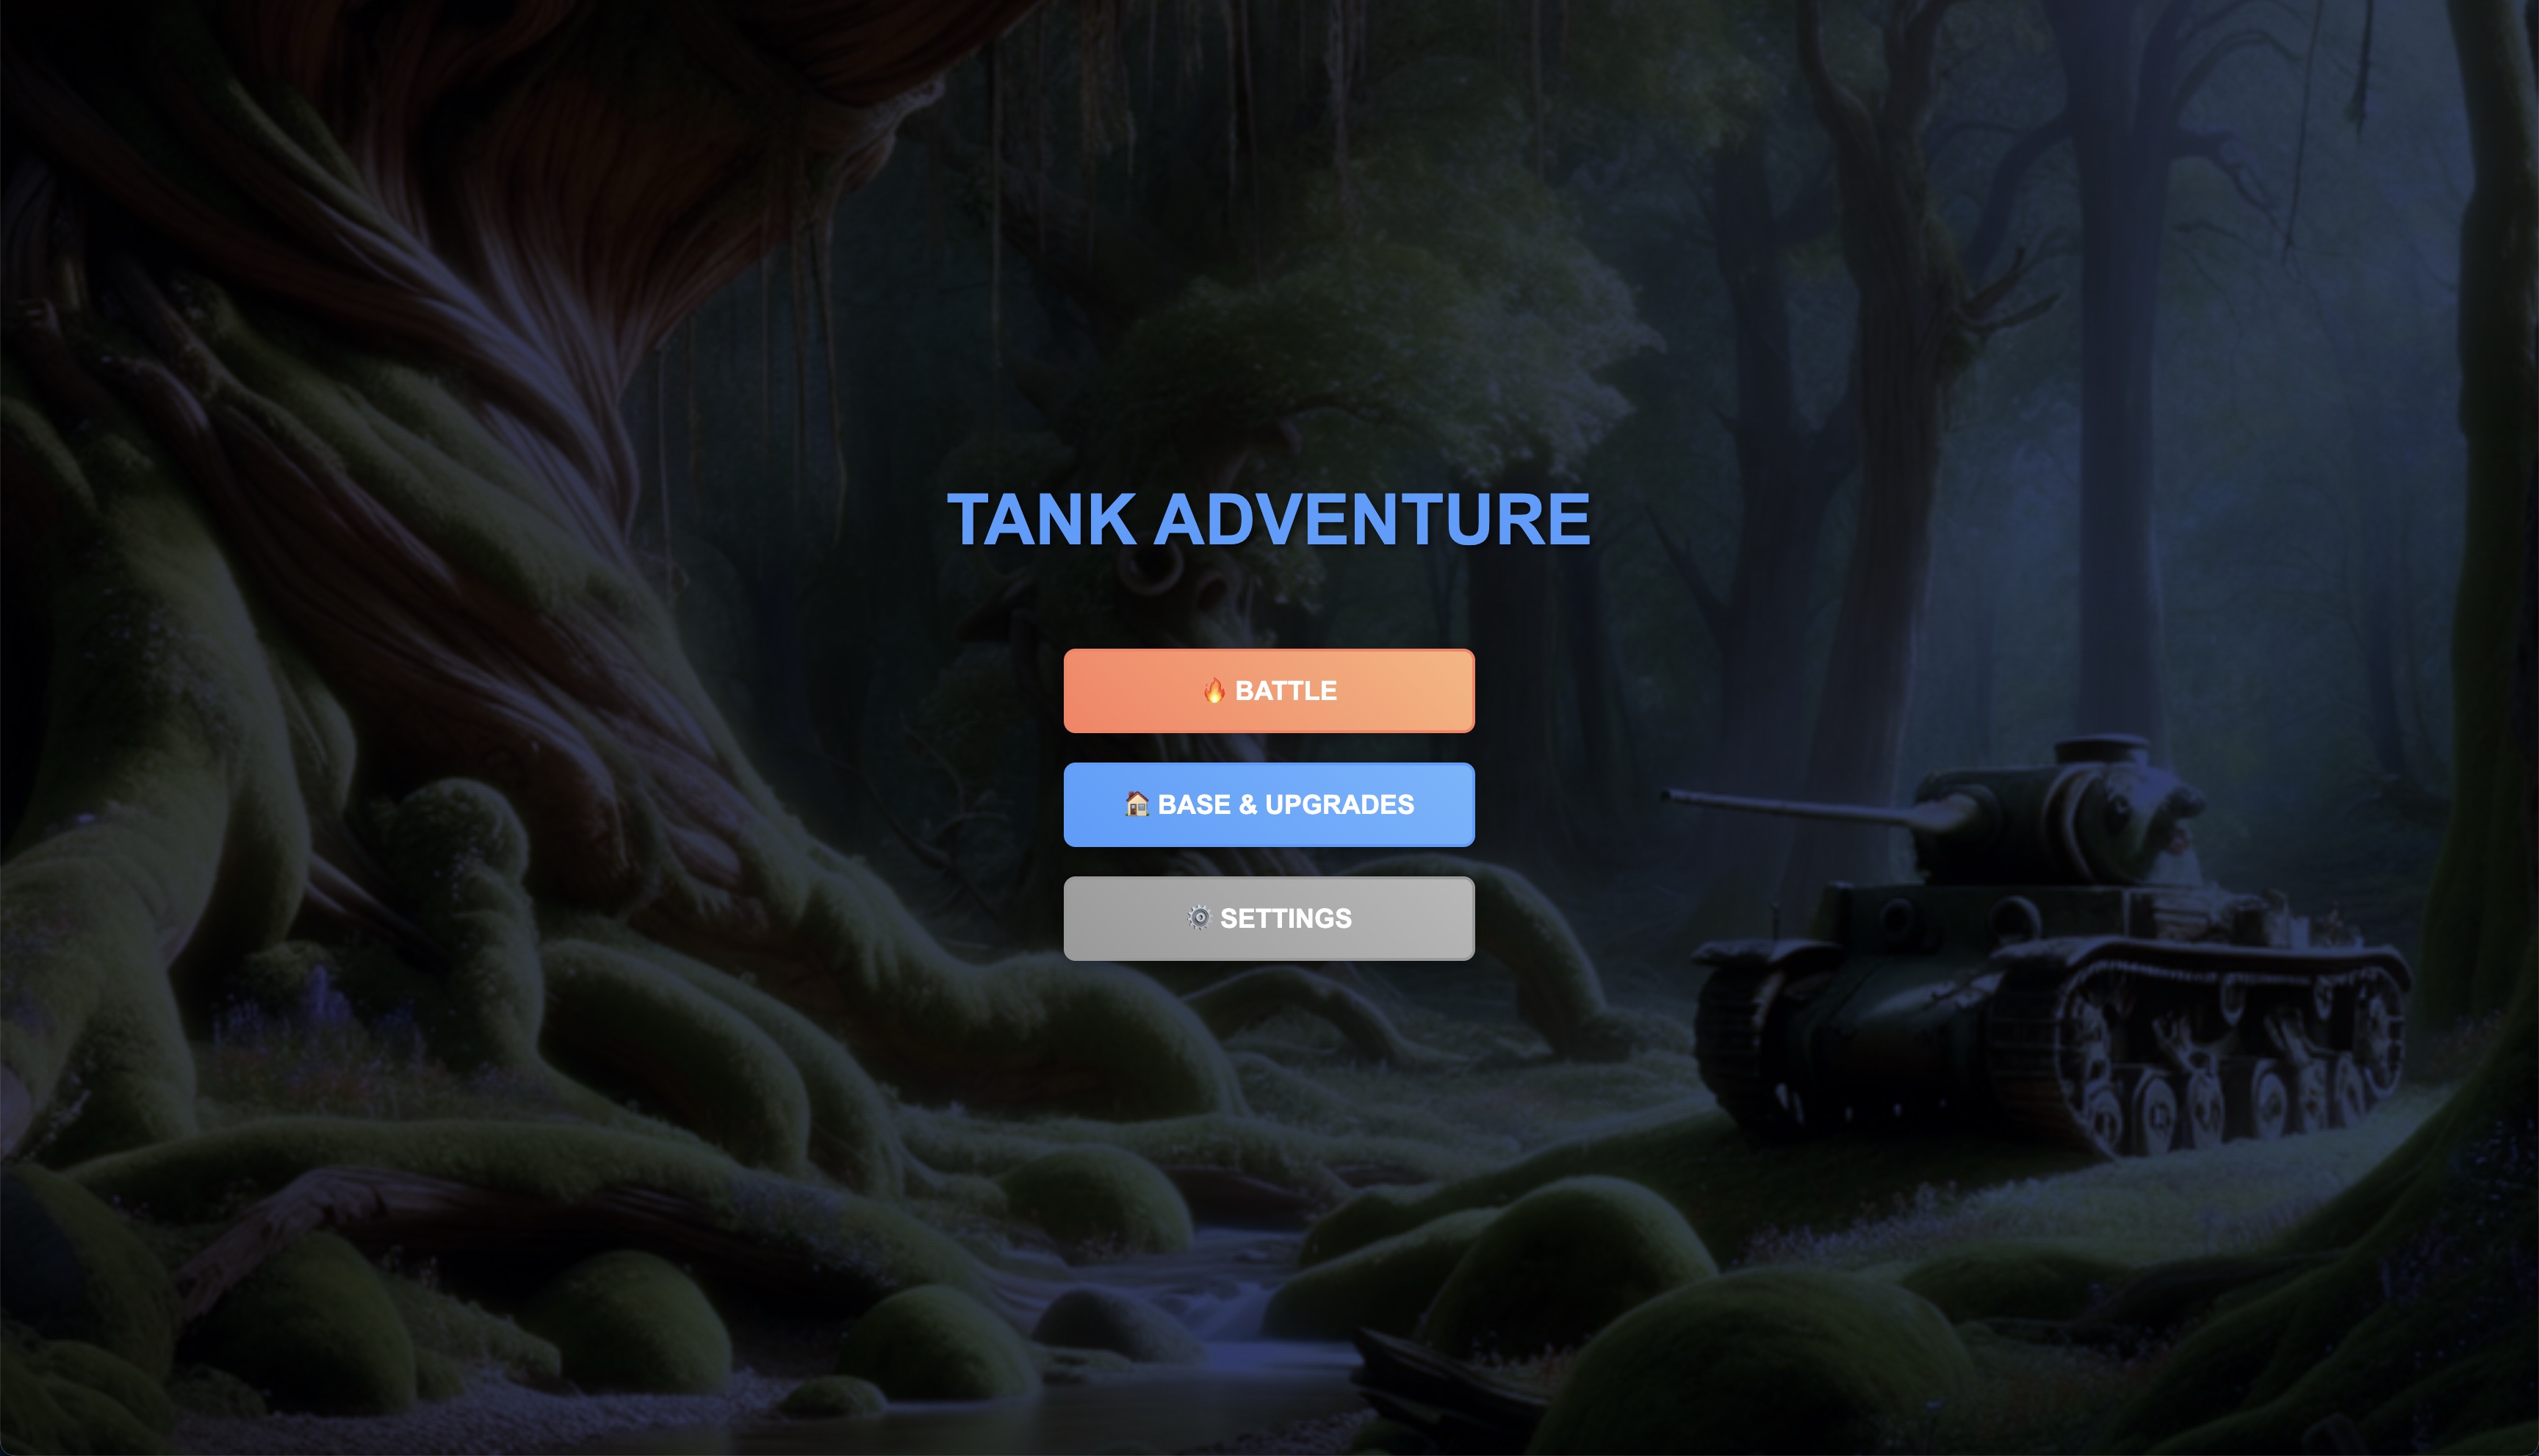 TANK ADVENTURE
🔥 BATTLE
🏠 BASE & UPGRADES
⚙️ SETTINGS